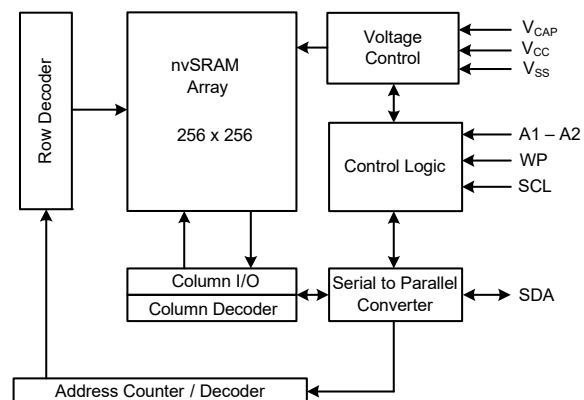 Row Decoder
nvSRAM
Array
256 x 256
Voltage
Control
VCAP
VCC
VSS
Control Logic
A1 – A2
WP
SCL
Column I/O
Column Decoder
Serial to Parallel
Converter
SDA
Address Counter / Decoder